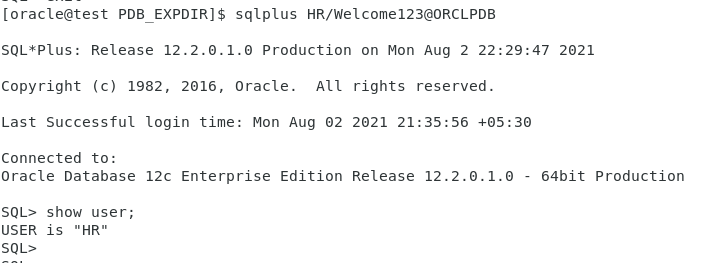 [oracle@test PDB_EXPDIR]$ sqlplus HR/Welcome123@ORCLPDB
SQL*Plus: Release 12.2.0.1.0 Production on Mon Aug 2 22:29:47 2021
Copyright (c) 1982, 2016, Oracle.  All rights reserved.
Last Successful login time: Mon Aug 02 2021 21:35:56 +05:30
Connected to:
Oracle Database 12c Enterprise Edition Release 12.2.0.1.0 - 64bit Production
SQL> show user;
USER is "HR"
SQL>